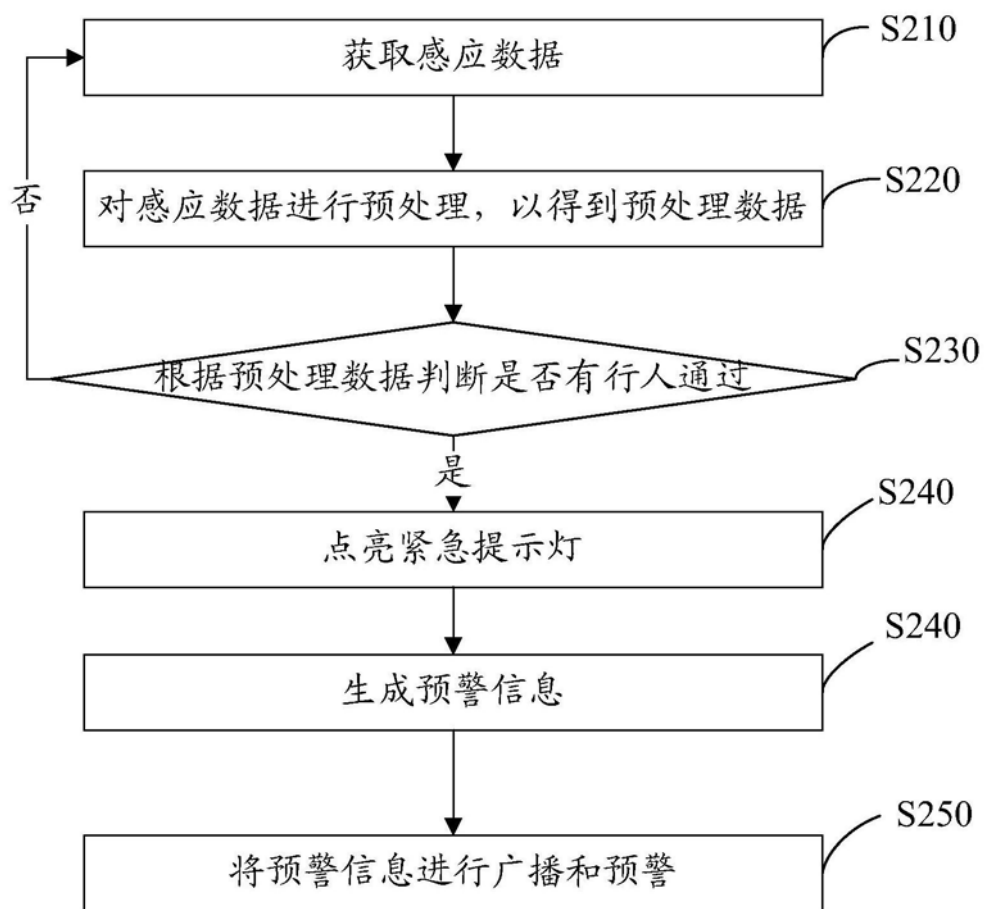 获取感应数据
S210
对感应数据进行预处理，以得到预处理数据
S220
否
根据预处理数据判断是否有行人通过
S230
是
点亮紧急提示灯
S240
生成预警信息
S240
将预警信息进行广播和预警
S250